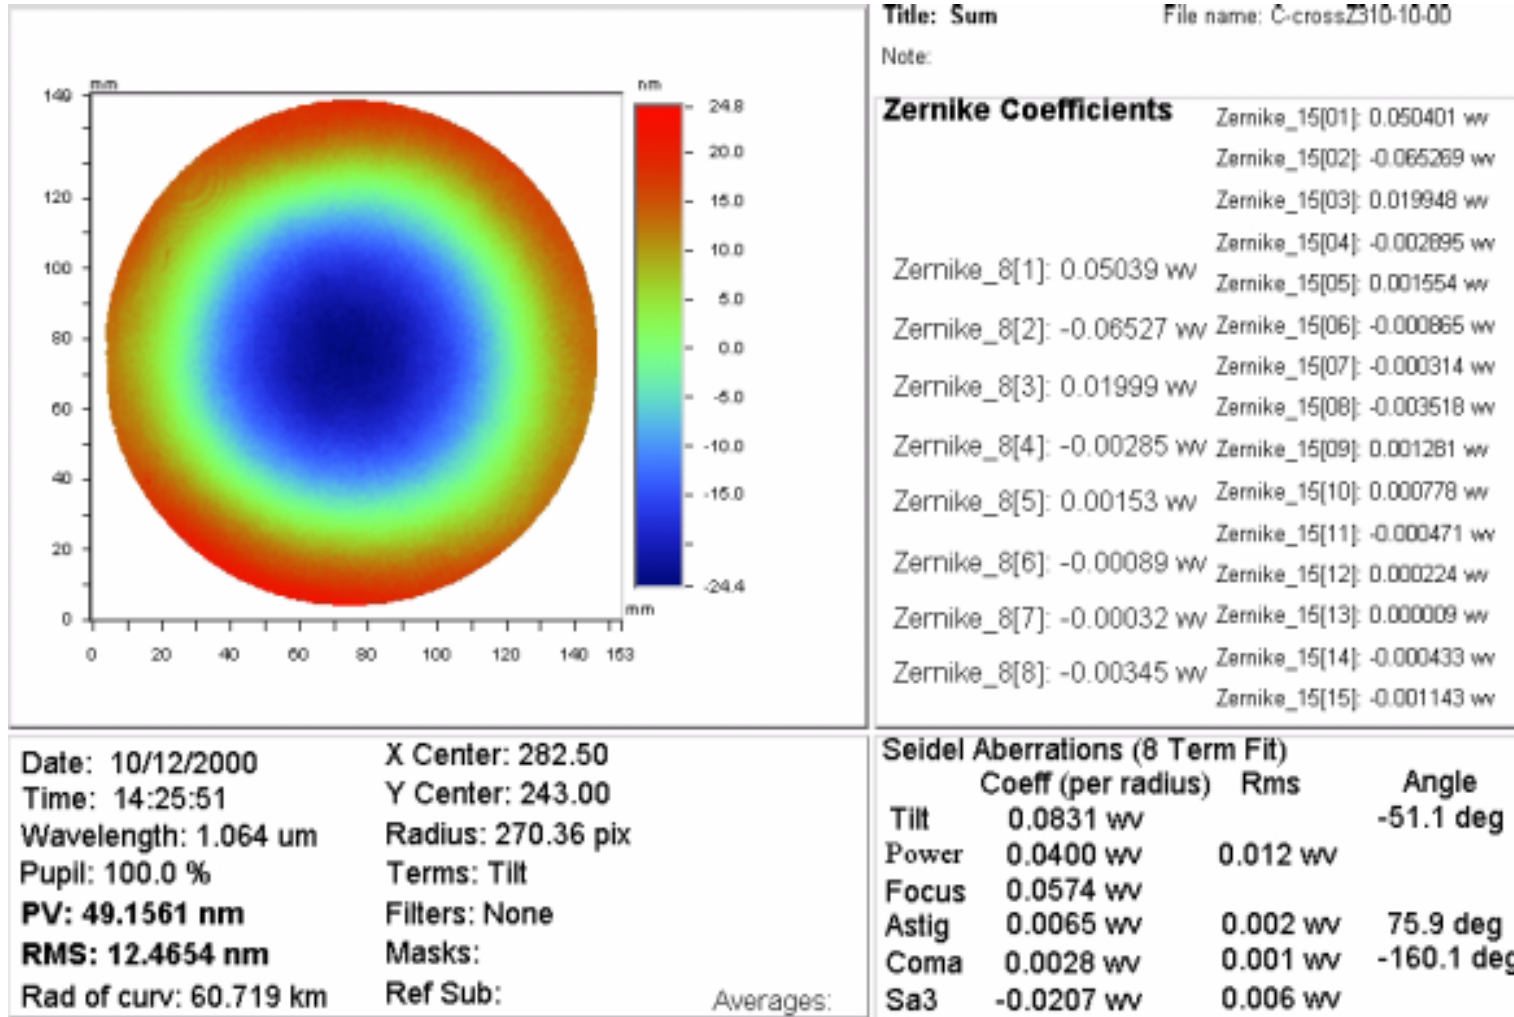 mm
nm
140
120
100
80
60
40
20
0
0 20 40 60 80 100 120 140 153
mm
24.8
20.0
15.0
10.0
5.0
0.0
-5.0
-10.0
-15.0
-24.4
Title: Sum File name: C-crossZ310-10-00
Note:
Zernike Coefficients
Zernike_8[1]: 0.05039 wv
Zernike_8[2]: -0.06527 wv
Zernike_8[3]: 0.01999 wv
Zernike_8[4]: -0.00285 wv
Zernike_8[5]: 0.00153 wv
Zernike_8[6]: -0.00089 wv
Zernike_8[7]: -0.00032 wv
Zernike_8[8]: -0.00345 wv
Zernike_15[01]: 0.050401 wv
Zernike_15[02]: -0.065269 wv
Zernike_15[03]: 0.019948 wv
Zernike_15[04]: -0.002895 wv
Zernike_15[05]: 0.001554 wv
Zernike_15[06]: -0.000865 wv
Zernike_15[07]: -0.000314 wv
Zernike_15[08]: -0.003518 wv
Zernike_15[09]: 0.001281 wv
Zernike_15[10]: 0.000778 wv
Zernike_15[11]: -0.000471 wv
Zernike_15[12]: 0.000224 wv
Zernike_15[13]: 0.000009 wv
Zernike_15[14]: -0.000433 wv
Zernike_15[15]: -0.001143 wv
Date: 10/12/2000
Time: 14:25:51
Wavelength: 1.064 um
Pupil: 100.0 %
PV: 49.1561 nm
RMS: 12.4654 nm
Rad of curv: 60.719 km
X Center: 282.50
Y Center: 243.00
Radius: 270.36 pix
Terms: Tilt
Filters: None
Masks:
Ref Sub:
Averages:
Seidel Aberrations (8 Term Fit)
Coeff (per radius) Rms Angle
Tilt 0.0831 wv -51.1 deg
Power 0.0400 wv 0.012 wv
Focus 0.0574 wv
Astig 0.0065 wv 0.002 wv 75.9 deg
Coma 0.0028 wv 0.001 wv -160.1 deg
Sa3 -0.0207 wv 0.006 wv